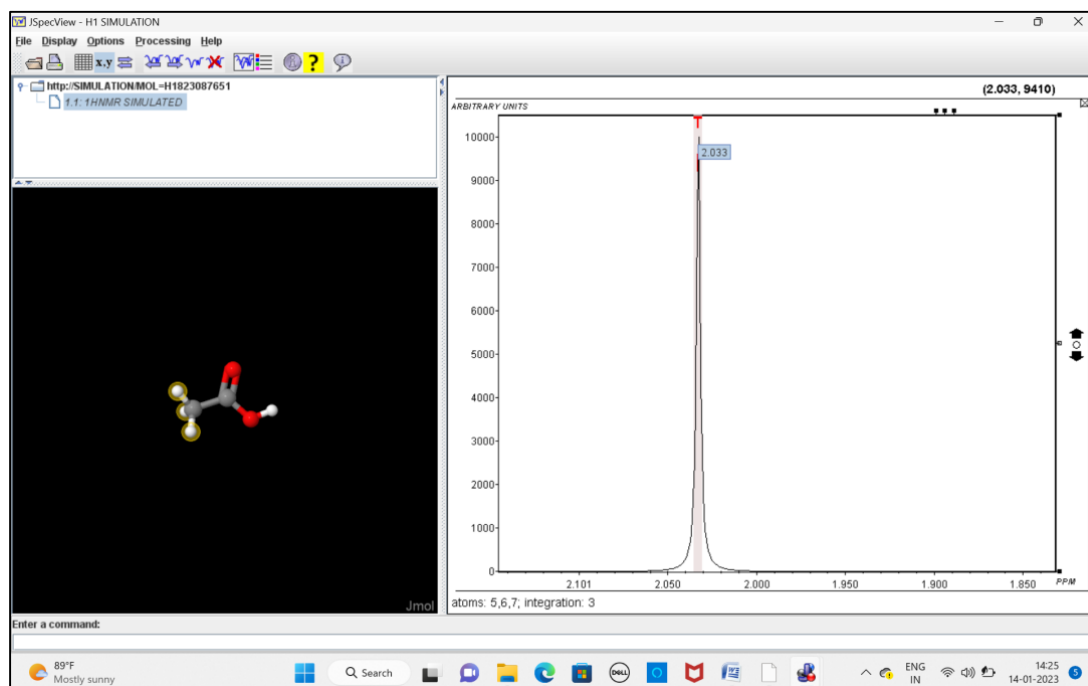 JSpecView - H1 SIMULATION
File Display Options Processing Help
x,y
?
http://SIMULATION/MOL=H1823087651
1.1: 1HNMR SIMULATED
(2.033, 9410)
ARBITRARY UNITS
10000
2.033
9000
8000
7000
6000
5000
4000
3000
2000
1000
0
2.101 2.050 2.000 1.950 1.900 1.850 PPM
Jmol
atoms: 5,6,7; integration: 3
Enter a command:
89°F
Mostly sunny
Search
DELL
ENG
IN
14:25
14-01-2023
5